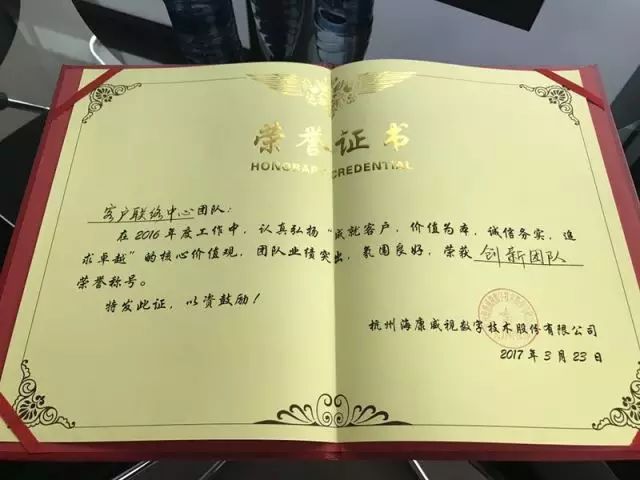 荣誉证书
HONORARY CREDENTIAL
客户联络中心团队：
在2016年度工作中，认真弘扬“成就客户，价值为本，诚信务实，追
求卓越”的核心价值观，团队业绩突出，氛围良好，荣获 创新团队
荣誉称号。
特发此证，以资鼓励！
杭州海康威视数字技术股份有限公司
2017年3月23日